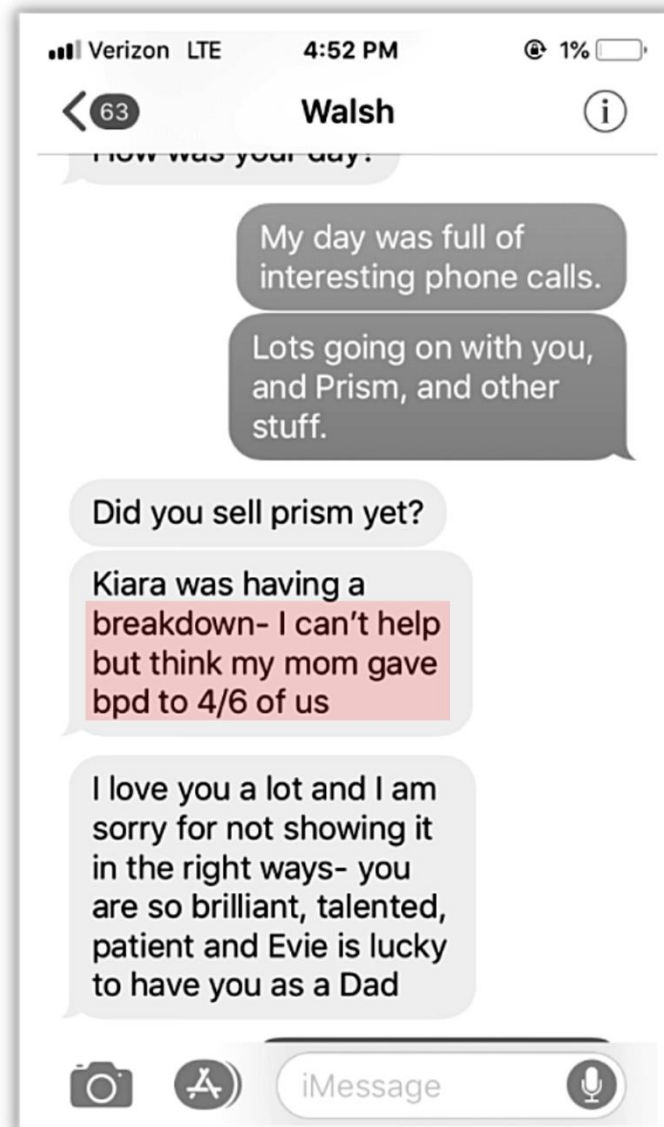 Verizon LTE 4:52 PM 1%
63 Walsh i
How was your day?
My day was full of
interesting phone calls.
Lots going on with you,
and Prism, and other
stuff.
Did you sell prism yet?
Kiara was having a
breakdown- I can't help
but think my mom gave
bpd to 4/6 of us
I love you a lot and I am
sorry for not showing it
in the right ways- you
are so brilliant, talented,
patient and Evie is lucky
to have you as a Dad
iMessage